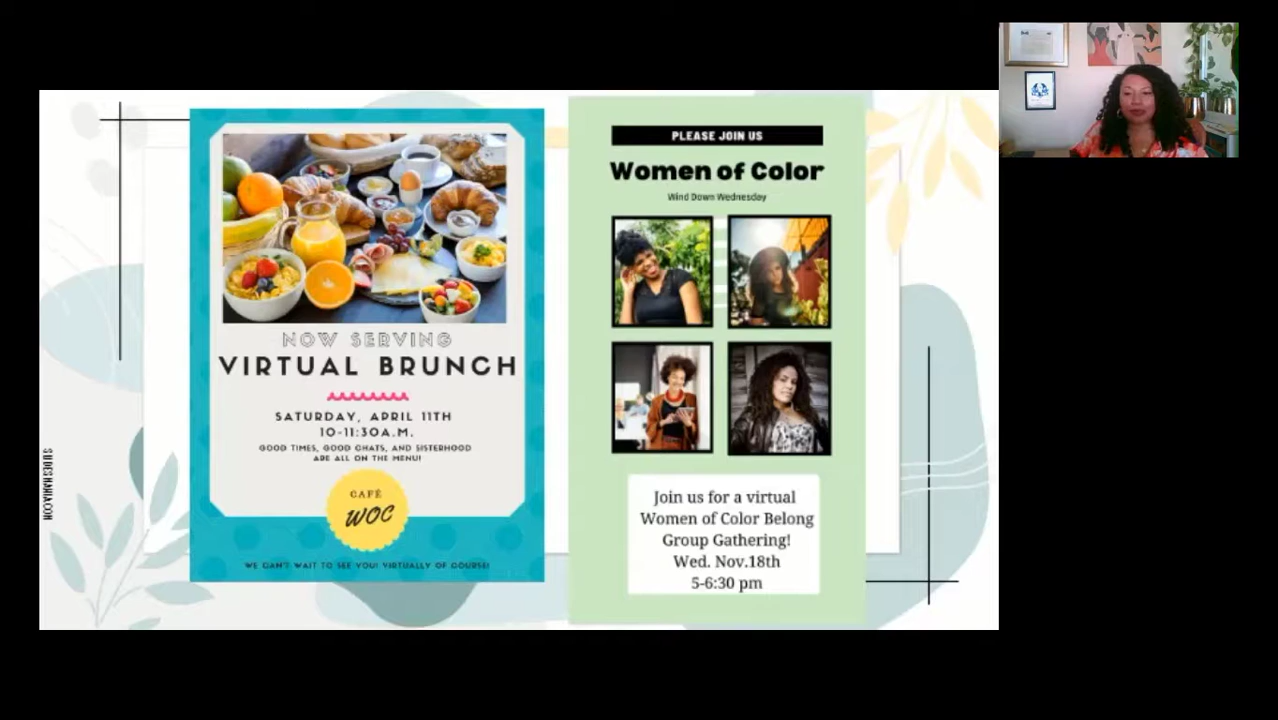 NOW SERVING
VIRTUAL BRUNCH
SATURDAY, APRIL 11TH
10-11:30A.M.
GOOD TIMES, GOOD CHATS, AND SISTERHOOD
ARE ALL ON THE MENU!
CAFÉ
WOC
WE CAN'T WAIT TO SEE YOU! VIRTUALLY OF COURSE!
PLEASE JOIN US
Women of Color
Wind Down Wednesday
Join us for a virtual
Women of Color Belong
Group Gathering!
Wed. Nov.18th
5-6:30 pm
SLIDESMANIA.COM